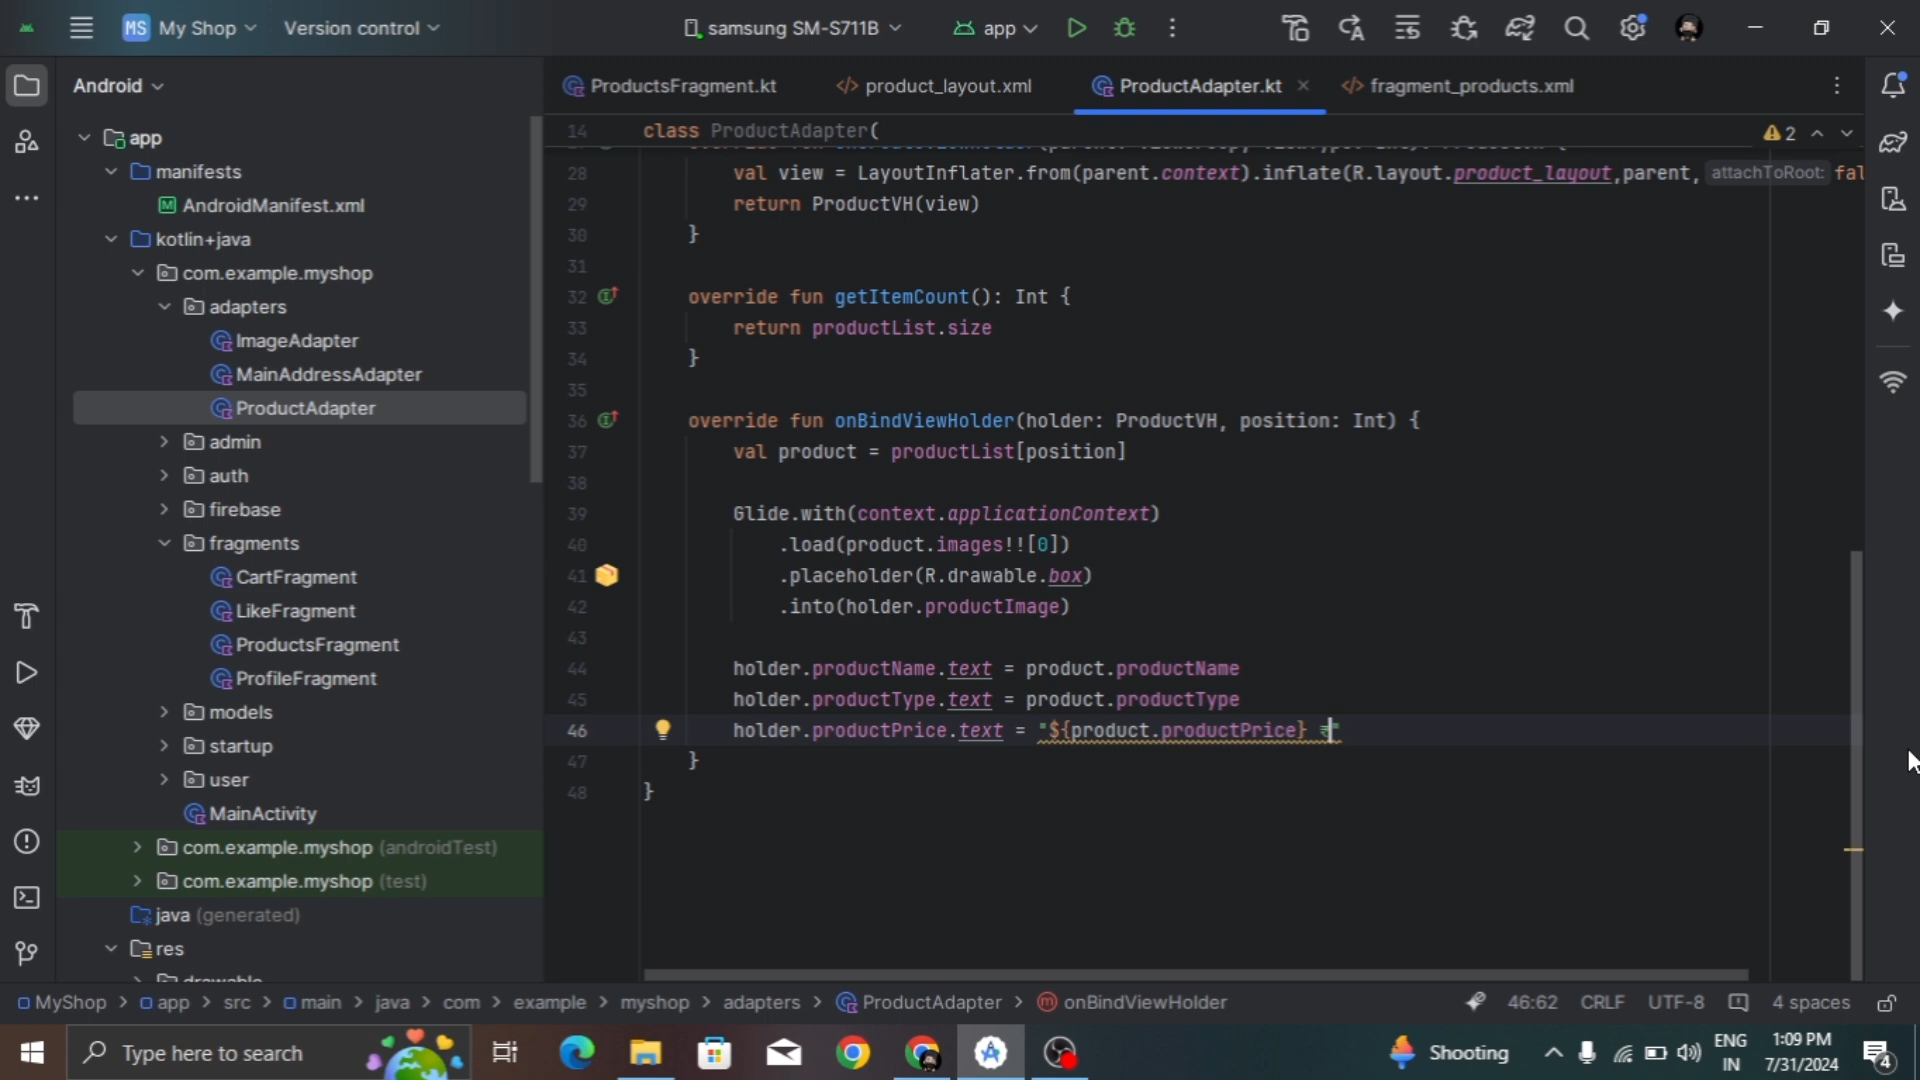 MS My Shop
Version control
samsung SM-S711B
app
Android
ProductsFragment.kt
product_layout.xml
ProductAdapter.kt
fragment_products.xml
app
manifests
AndroidManifest.xml
kotlin+java
com.example.myshop
adapters
ImageAdapter
MainAddressAdapter
ProductAdapter
admin
auth
firebase
fragments
CartFragment
LikeFragment
ProductsFragment
ProfileFragment
models
startup
user
MainActivity
com.example.myshop (androidTest)
com.example.myshop (test)
java (generated)
res
14 class ProductAdapter(
2
28 val view = LayoutInflater.from(parent.context).inflate(R.layout.product_layout,parent, attachToRoot: fal
29 return ProductVH(view)
30 }
31
32 override fun getItemCount(): Int {
33 return productList.size
34 }
35
36 override fun onBindViewHolder(holder: ProductVH, position: Int) {
37 val product = productList[position]
38
39 Glide.with(context.applicationContext)
40 .load(product.images!![0])
41 .placeholder(R.drawable.box)
42 .into(holder.productImage)
43
44 holder.productName.text = product.productName
45 holder.productType.text = product.productType
46 holder.productPrice.text = "${product.productPrice} ₹"
47 }
48 }
MyShop > app > src > main > java > com > example > myshop > adapters > ProductAdapter > onBindViewHolder
46:62 CRLF UTF-8 4 spaces
Type here to search
Shooting
ENG
IN
1:09 PM
7/31/2024
4